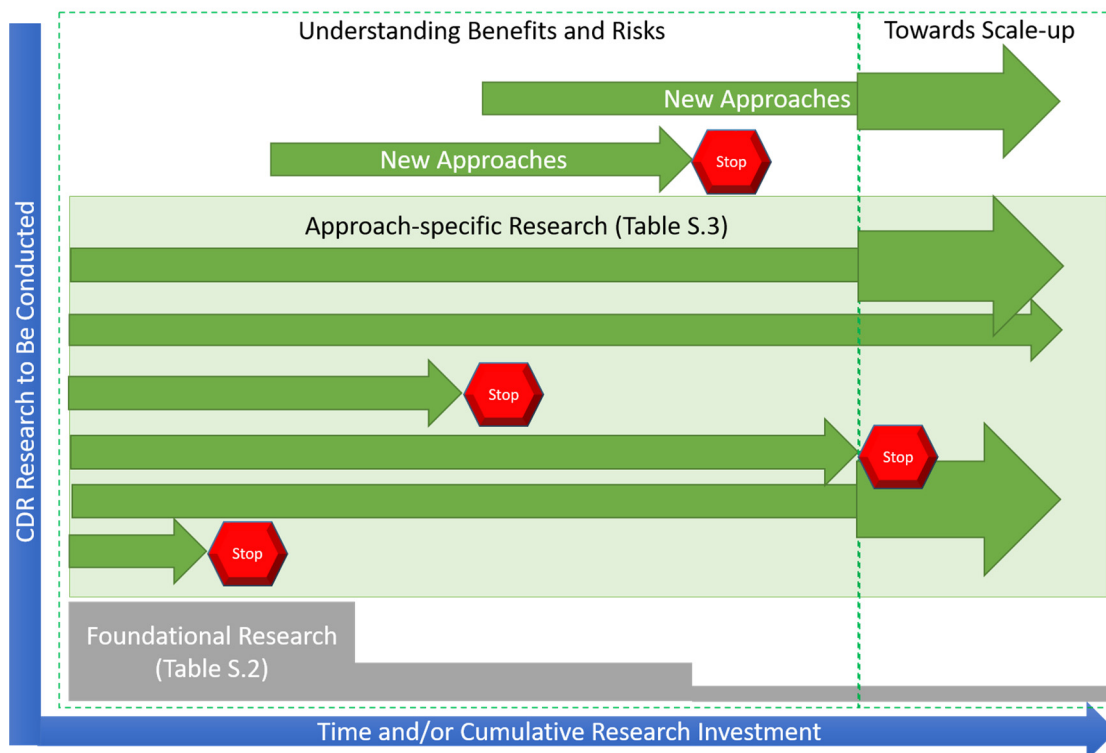 Understanding Benefits and Risks
Towards Scale-up
New Approaches
New Approaches
Stop
Approach-specific Research (Table S.3)
Stop
Stop
Stop
Foundational Research
(Table S.2)
CDR Research to Be Conducted
Time and/or Cumulative Research Investment